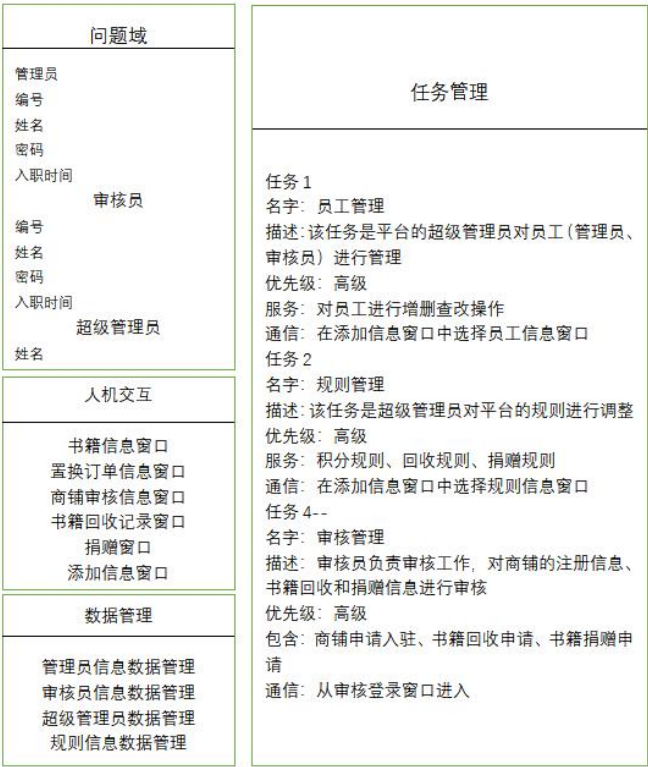 问题域
管理员
编号
姓名
密码
入职时间
审核员
编号
姓名
密码
入职时间
超级管理员
姓名
人机交互
书籍信息窗口
置换订单信息窗口
商铺审核信息窗口
书籍回收记录窗口
捐赠窗口
添加信息窗口
数据管理
管理员信息数据管理
审核员信息数据管理
超级管理员数据管理
规则信息数据管理
任务管理
任务1
名字：员工管理
描述：该任务是平台的超级管理员对员工（管理员、
审核员）进行管理
优先级：高级
服务：对员工进行增删查改操作
通信：在添加信息窗口中选择员工信息窗口
任务2
名字：规则管理
描述：该任务是超级管理员对平台的规则进行调整
优先级：高级
服务：积分规则、回收规则、捐赠规则
通信：在添加信息窗口中选择规则信息窗口
任务4--
名字：审核管理
描述：审核员负责审核工作，对商铺的注册信息、
书籍回收和捐赠信息进行审核
优先级：高级
包含：商铺申请入驻、书籍回收申请、书籍捐赠申
请
通信：从审核登录窗口进入